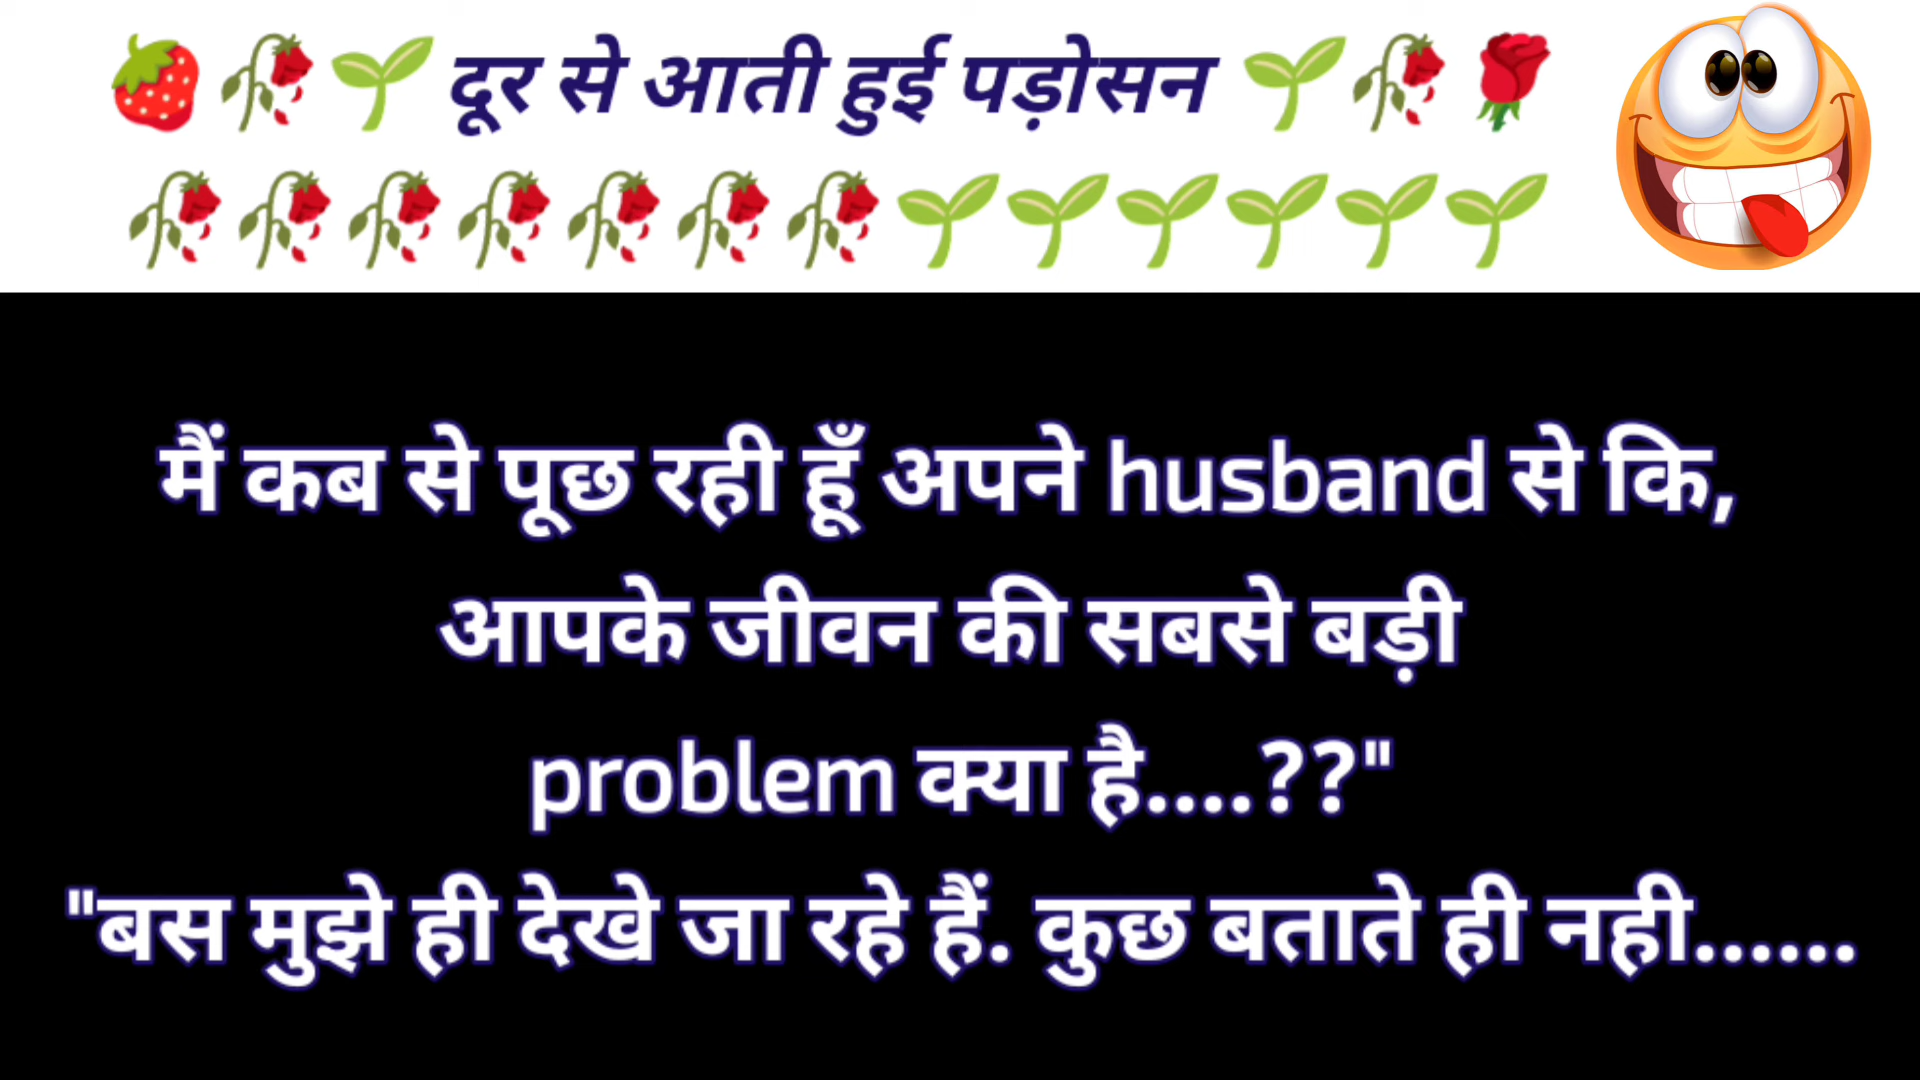 🍓🥀🌱 दूर से आती हुई पड़ोसन 🌱🥀🌹
🥀🥀🥀🥀🥀🥀🥀🌱🌱🌱🌱🌱🌱
मैं कब से पूछ रही हूँ अपने husband से कि,
आपके जीवन की सबसे बड़ी
problem क्या है....??"
"बस मुझे ही देखे जा रहे हैं. कुछ बताते ही नही......